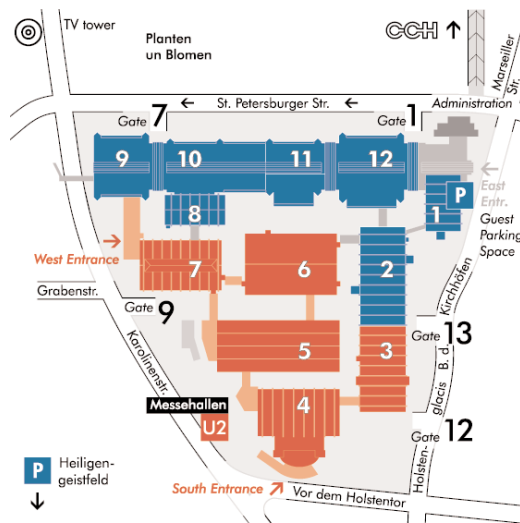 TV tower
Planten
un Blomen
CCH
Marseiller
Str.
St. Petersburger Str.
Administration
Gate 7
Gate 1
9
10
11
12
P
1
East
Entr.
Guest
Parking
Space
8
West Entrance
7
6
2
Kirchhöfen
Grabenstr.
Gate 9
5
3
Gate 13
Karolinenstr.
glacis B. d.
Messehallen
U2
4
Gate 12
Holsten-
P
Heiligen-
geistfeld
South Entrance
Vor dem Holstentor